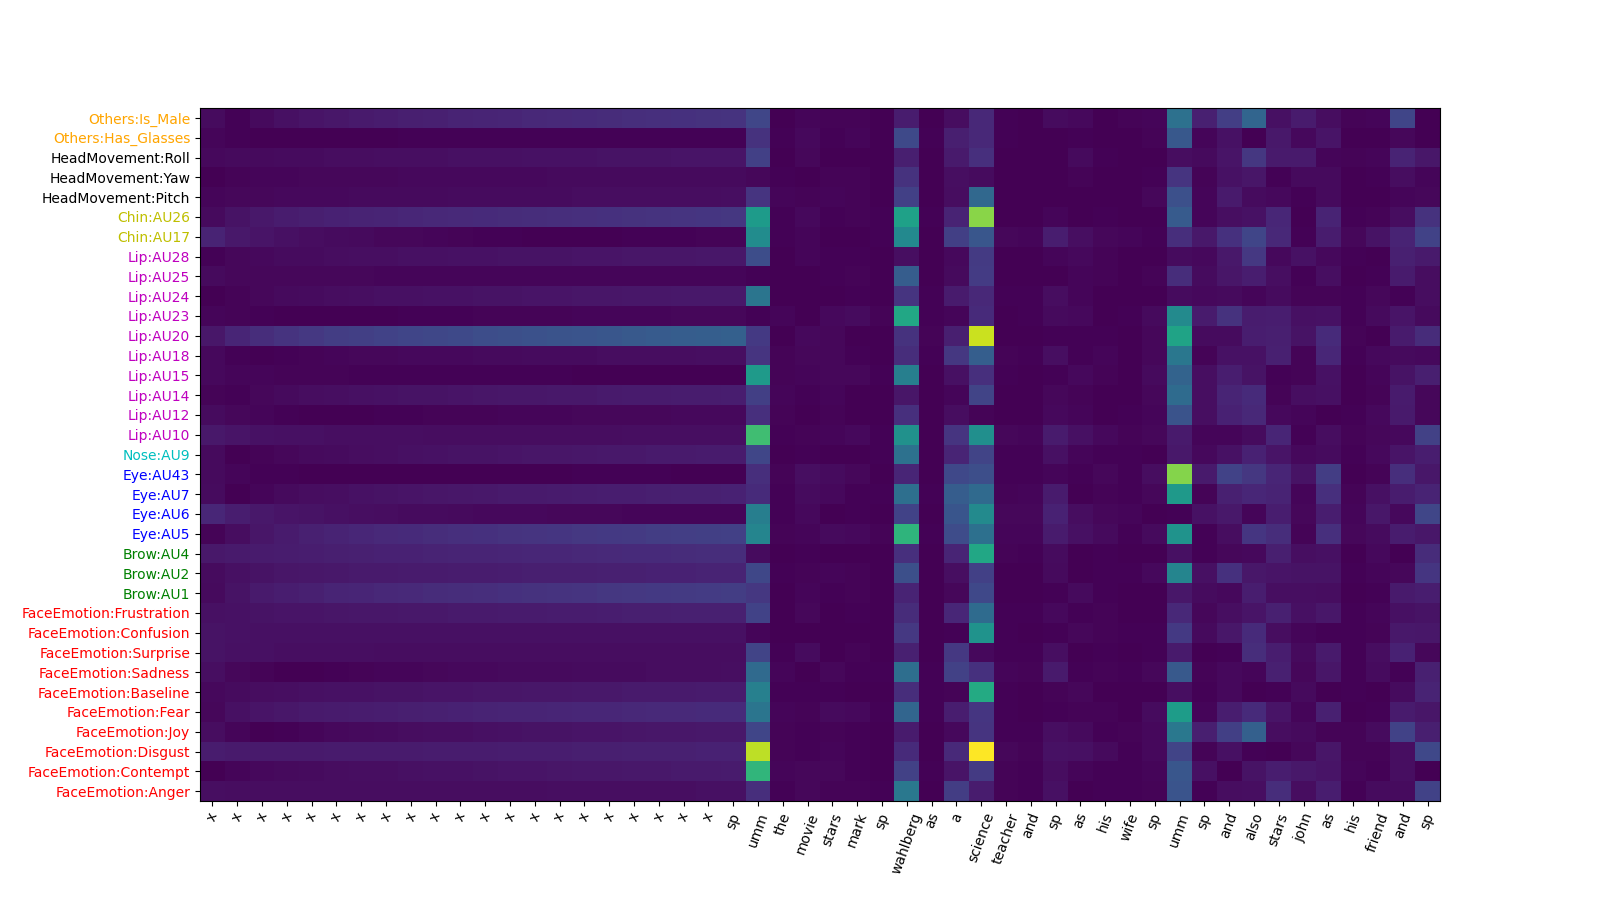 Others:Is_Male
Others:Has_Glasses
HeadMovement:Roll
HeadMovement:Yaw
HeadMovement:Pitch
Chin:AU26
Chin:AU17
Lip:AU28
Lip:AU25
Lip:AU24
Lip:AU23
Lip:AU20
Lip:AU18
Lip:AU15
Lip:AU14
Lip:AU12
Lip:AU10
Nose:AU9
Eye:AU43
Eye:AU7
Eye:AU6
Eye:AU5
Brow:AU4
Brow:AU2
Brow:AU1
FaceEmotion:Frustration
FaceEmotion:Confusion
FaceEmotion:Surprise
FaceEmotion:Sadness
FaceEmotion:Baseline
FaceEmotion:Fear
FaceEmotion:Joy
FaceEmotion:Disgust
FaceEmotion:Contempt
FaceEmotion:Anger
x x x x x x x x x x x x x x x x x x x x x sp umm the movie stars mark sp wahlberg as a science teacher and sp as his wife sp umm sp and also stars john as his friend and sp